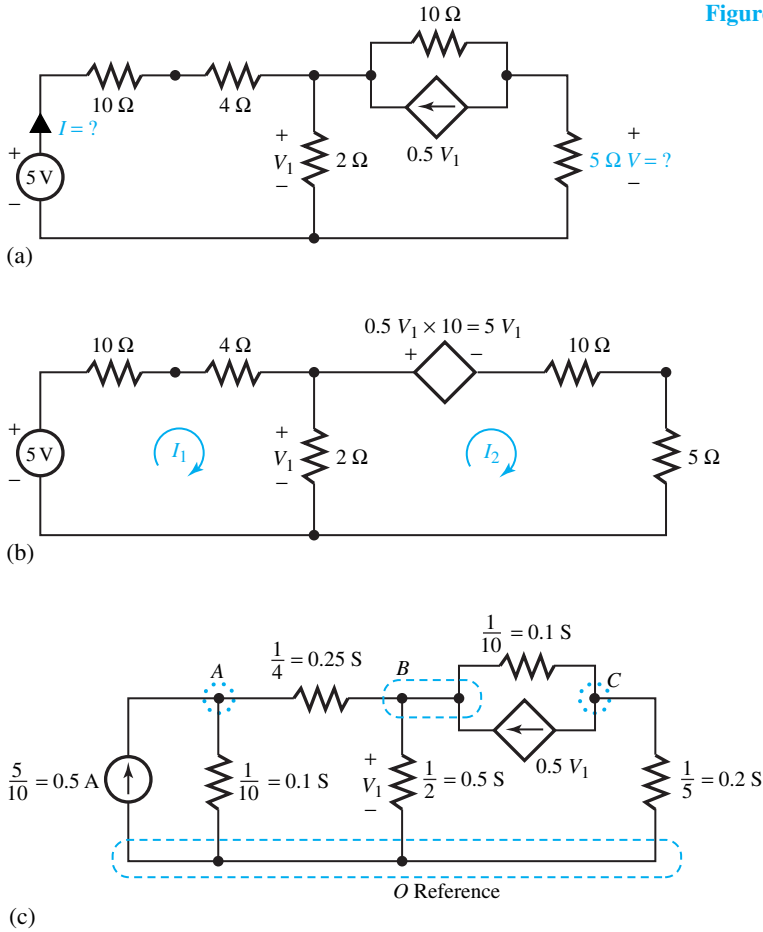 Figur
10 Ω
10 Ω
4 Ω
I = ?
+
5 V
−
+
V1
−
2 Ω
0.5 V1
+
5 Ω V = ?
−
(a)
0.5 V1 × 10 = 5 V1
10 Ω
4 Ω
+ −
10 Ω
+
5 V
−
I1
+
V1
−
2 Ω
I2
5 Ω
(b)
1/10 = 0.1 S
1/4 = 0.25 S
A
B
C
5/10 = 0.5 A
1/10 = 0.1 S
+
V1
−
1/2 = 0.5 S
0.5 V1
1/5 = 0.2 S
O Reference
(c)